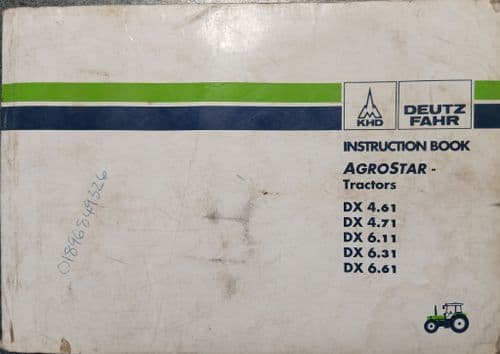 KHD
DEUTZ
FAHR
INSTRUCTION BOOK
AGROSTAR -
Tractors
DX 4.61
DX 4.71
DX 6.11
DX 6.31
DX 6.61
01896849326